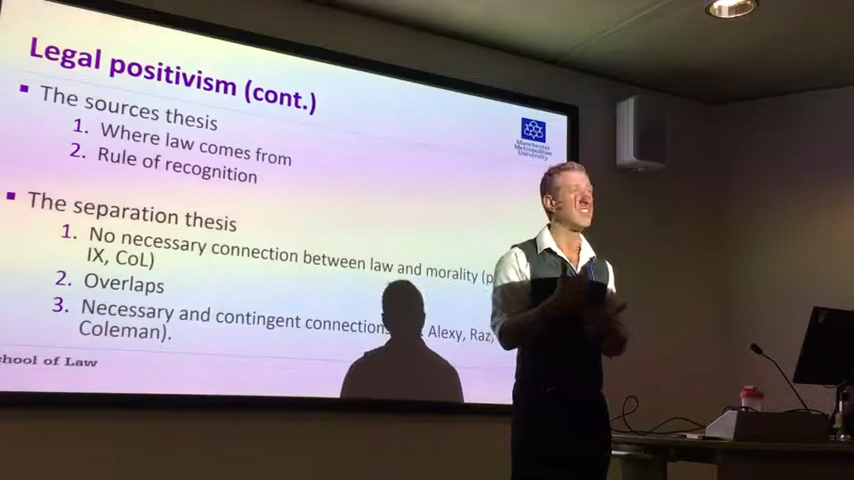 Legal positivism (cont.)
▪ The sources thesis
1. Where law comes from
2. Rule of recognition
▪ The separation thesis
1. No necessary connection between law and morality
IX, CoL)
2. Overlaps
3. Necessary and contingent connections Alexy, Raz,
Coleman).
School of Law
Manchester
Metropolitan
University